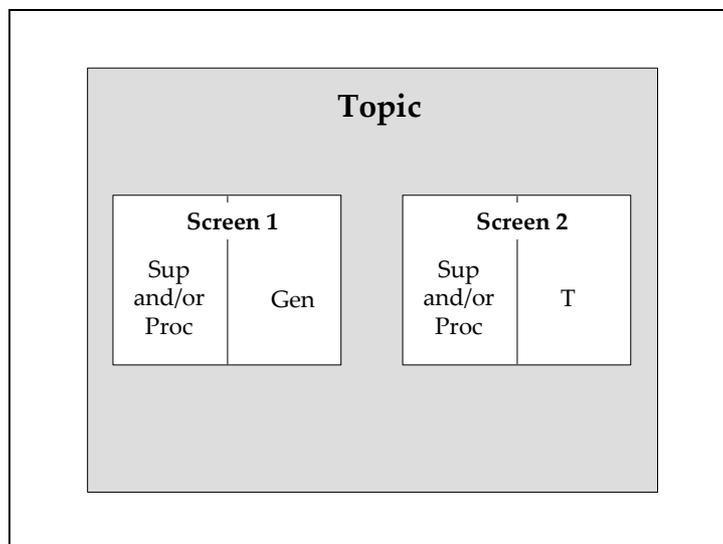 Topic
Screen 1
Sup
and/or
Proc
Gen
Screen 2
Sup
and/or
Proc
T